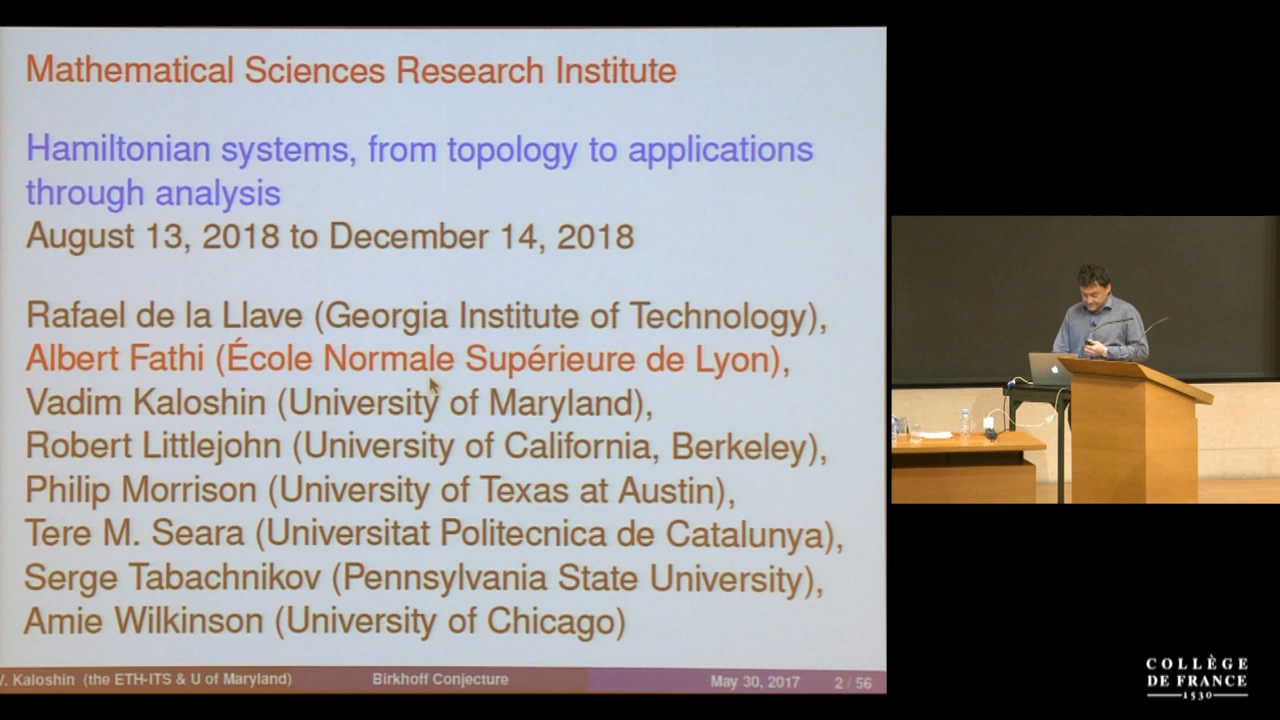 Mathematical Sciences Research Institute
Hamiltonian systems, from topology to applications
through analysis
August 13, 2018 to December 14, 2018
Rafael de la Llave (Georgia Institute of Technology),
Albert Fathi (École Normale Supérieure de Lyon),
Vadim Kaloshin (University of Maryland),
Robert Littlejohn (University of California, Berkeley),
Philip Morrison (University of Texas at Austin),
Tere M. Seara (Universitat Politecnica de Catalunya),
Serge Tabachnikov (Pennsylvania State University),
Amie Wilkinson (University of Chicago)
V. Kaloshin (the ETH-ITS & U of Maryland) Birkhoff Conjecture May 30, 2017 2 / 56
COLLÈGE
DE FRANCE
1530